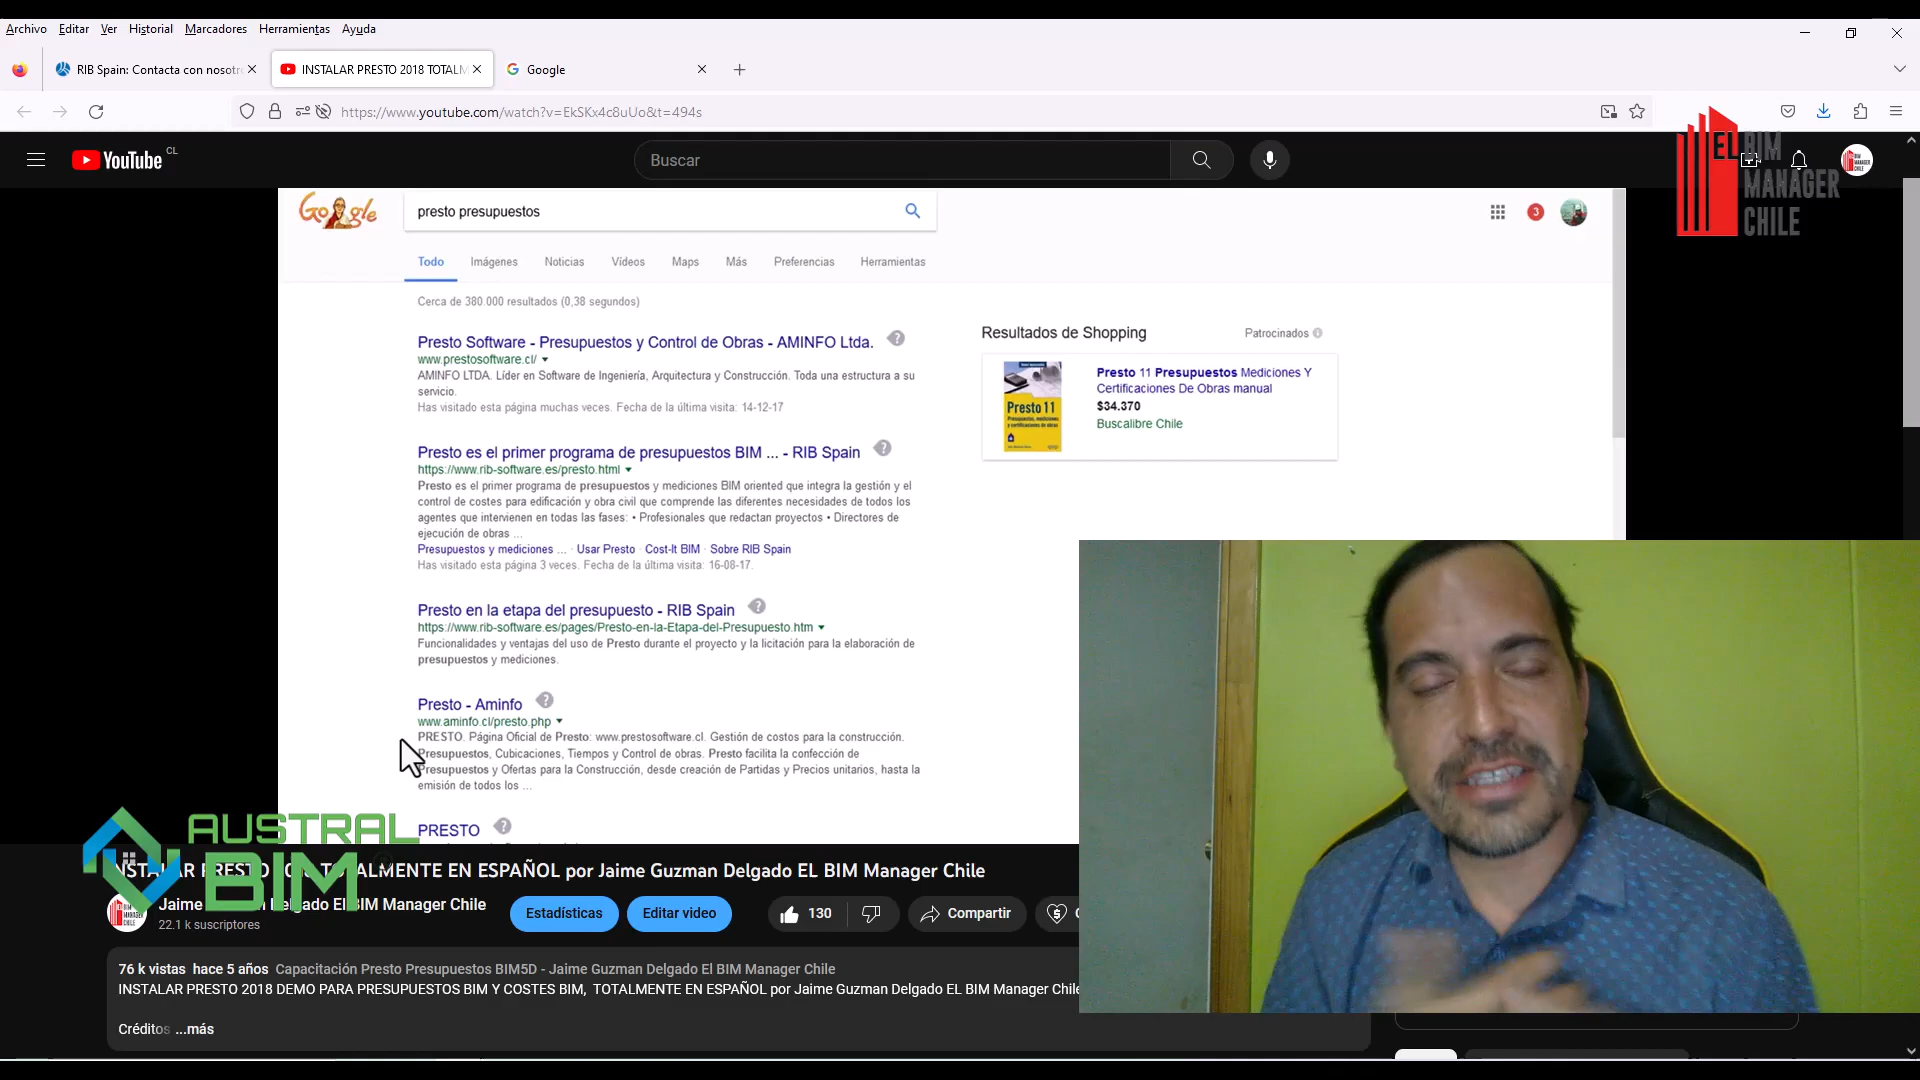 Archivo Editar Ver Historial Marcadores Herramientas Ayuda
RIB Spain: Contacta con nosotr
INSTALAR PRESTO 2018 TOTALM
Google
https://www.youtube.com/watch?v=EkSKx4c8uUo&t=494s
YouTube CL
Buscar
EL BIM
MANAGER
CHILE
Google
presto presupuestos
3
Todo Imágenes Noticias Vídeos Maps Más Preferencias Herramientas
Cerca de 380.000 resultados (0,38 segundos)
Presto Software - Presupuestos y Control de Obras - AMINFO Ltda.
www.prestosoftware.cl/
AMINFO LTDA. Líder en Software de Ingeniería, Arquitectura y Construcción. Toda una estructura a su
servicio.
Has visitado esta página muchas veces. Fecha de la última visita: 14-12-17
Resultados de Shopping
Patrocinados
Presto 11
Presto 11 Presupuestos Mediciones Y
Certificaciones De Obras manual
$34.370
Buscalibre Chile
Presto es el primer programa de presupuestos BIM ... - RIB Spain
https://www.rib-software.es/presto.html
Presto es el primer programa de presupuestos y mediciones BIM oriented que integra la gestión y el
control de costes para edificación y obra civil que comprende las diferentes necesidades de todos los
agentes que intervienen en todas las fases: • Profesionales que redactan proyectos • Directores de
ejecución de obras ...
Presupuestos y mediciones ... · Usar Presto · Cost-It BIM · Sobre RIB Spain
Has visitado esta página 3 veces. Fecha de la última visita: 16-08-17.
Presto en la etapa del presupuesto - RIB Spain
https://www.rib-software.es/pages/Presto-en-la-Etapa-del-Presupuesto.htm
Funcionalidades y ventajas del uso de Presto durante el proyecto y la licitación para la elaboración de
presupuestos y mediciones.
Presto - Aminfo
www.aminfo.cl/presto.php
PRESTO. Página Oficial de Presto: www.prestosoftware.cl. Gestión de costos para la construcción.
Presupuestos, Cubicaciones, Tiempos y Control de obras. Presto facilita la confección de
Presupuestos y Ofertas para la Construcción, desde creación de Partidas y Precios unitarios, hasta la
emisión de todos los ...
PRESTO
AUSTRAL
BIM
INSTALAR PRESTO TOTALMENTE EN ESPAÑOL por Jaime Guzman Delgado EL BIM Manager Chile
Jaime Delgado El BIM Manager Chile
22.1 k suscriptores
Estadísticas
Editar video
130
Compartir
76 k vistas hace 5 años Capacitación Presto Presupuestos BIM5D - Jaime Guzman Delgado El BIM Manager Chile
INSTALAR PRESTO 2018 DEMO PARA PRESUPUESTOS BIM Y COSTES BIM, TOTALMENTE EN ESPAÑOL por Jaime Guzman Delgado EL BIM Manager Chile
Créditos ...más